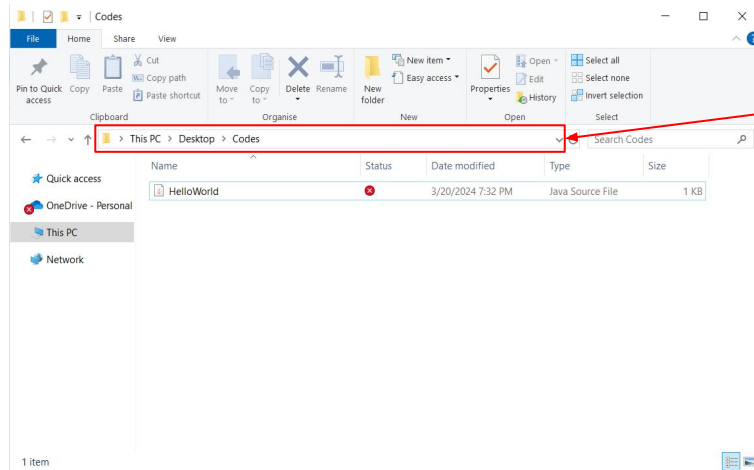 Codes
File Home Share View
Pin to Quick access
Copy
Paste
Cut
Copy path
Paste shortcut
Move to
Copy to
Delete
Rename
New folder
New item
Easy access
Properties
Open
Edit
History
Select all
Select none
Invert selection
Clipboard Organise New Open Select
This PC > Desktop > Codes
Search Codes
Name Status Date modified Type Size
HelloWorld 3/20/2024 7:32 PM Java Source File 1 KB
Quick access
OneDrive - Personal
This PC
Network
1 item